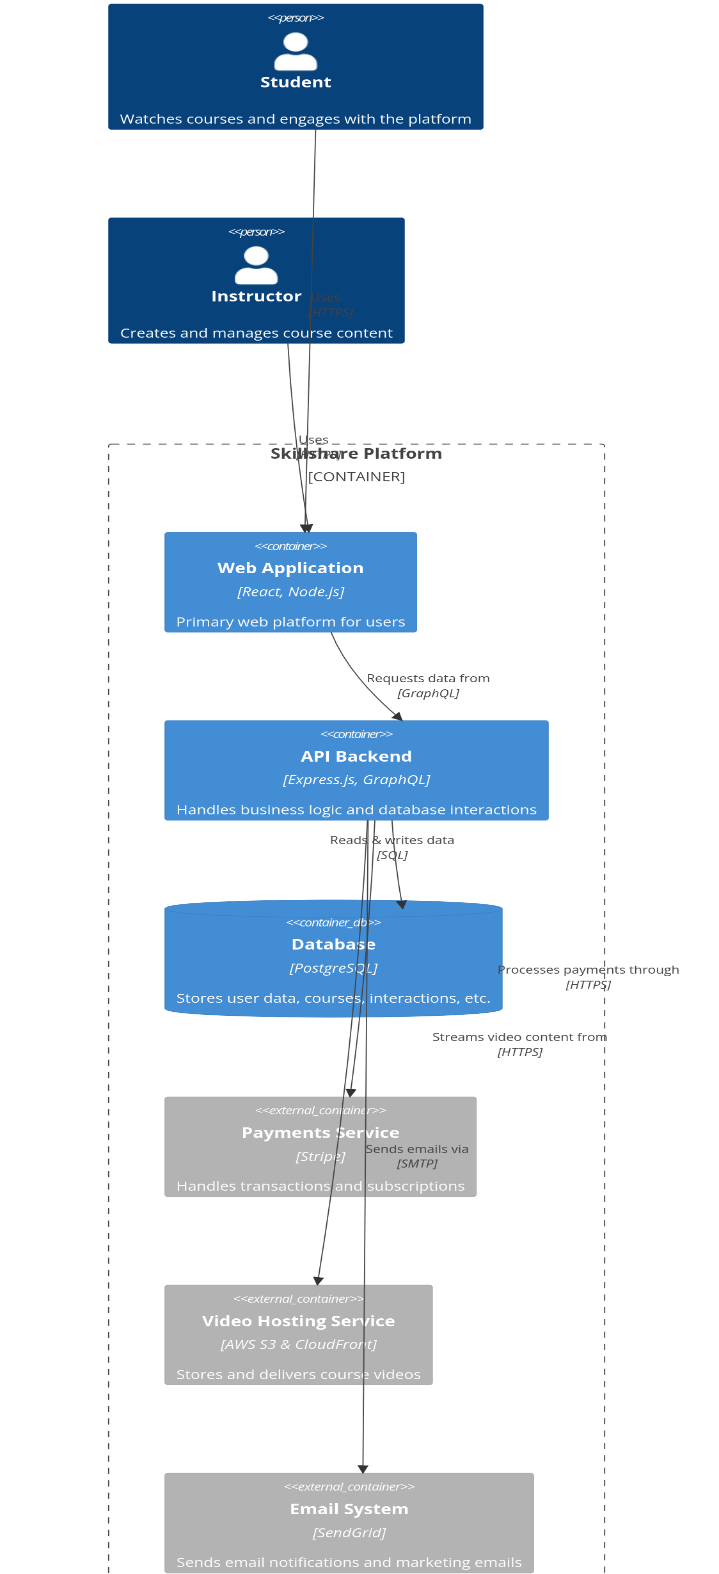 <<person>>
Student
Watches courses and engages with the platform
<<person>>
Instructor
Uses
[HTTPS]
Creates and manages course content
Uses
Skillshare Platform
[CONTAINER]
<<container>>
Web Application
[React, Node.js]
Primary web platform for users
Requests data from
[GraphQL]
<<container>>
API Backend
[Express.js, GraphQL]
Handles business logic and database interactions
Reads & writes data
[SQL]
<<container_db>>
Database
[PostgreSQL]
Stores user data, courses, interactions, etc.
Processes payments through
[HTTPS]
Streams video content from
[HTTPS]
<<external_container>>
Payments Service
[Stripe]
Handles transactions and subscriptions
Sends emails via
[SMTP]
<<external_container>>
Video Hosting Service
[AWS S3 & CloudFront]
Stores and delivers course videos
<<external_container>>
Email System
[SendGrid]
Sends email notifications and marketing emails